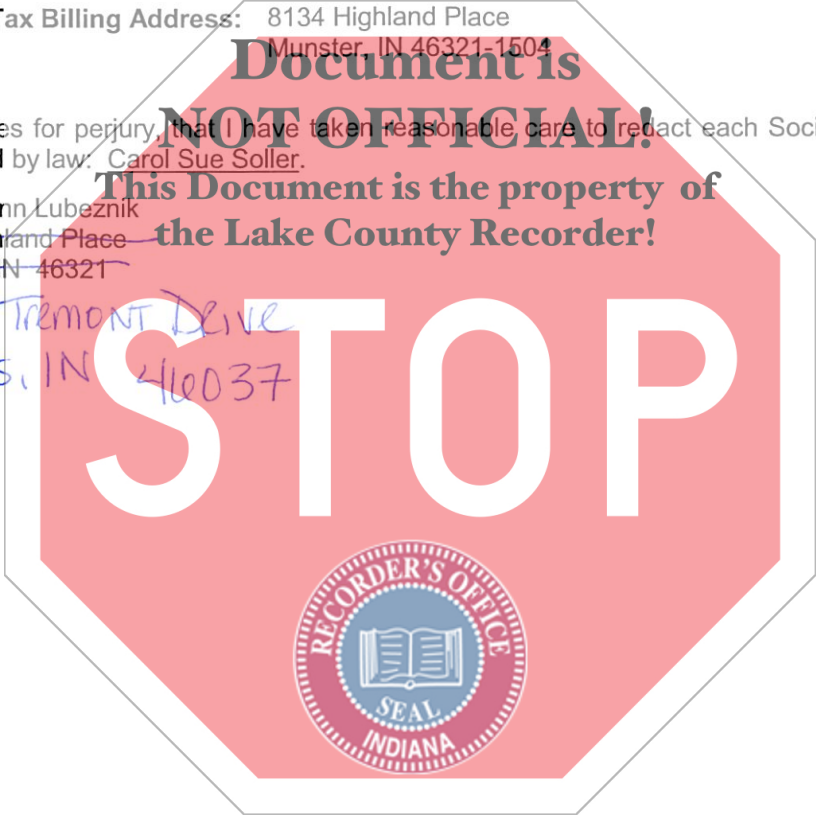 Tax Billing Address: 8134 Highland Place
Munster, IN 46321-1504
Document is
NOT OFFICIAL!
es for perjury, that I have taken reasonable care to redact each Soci
by law: Carol Sue Soller.
This Document is the property of
nn Lubeznik
the Lake County Recorder!
land Place
IN 46321
Tremont Drive
S, IN 46037
STOP
RECORDER'S OFFICE
SEAL
INDIANA